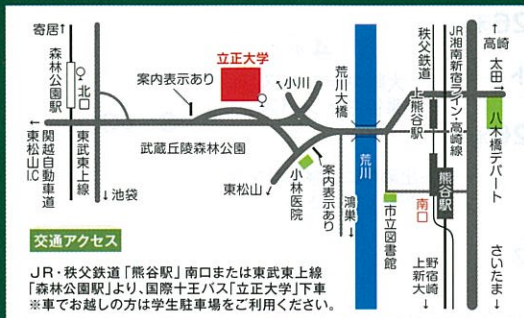 寄居↑
森林公園駅
北口
立正大学
案内表示あり
小川
荒川大橋
秩父鉄道
上熊谷駅
JR湘南新宿ライン・高崎線
↑高崎
太田→
八木橋デパート
←東松山I.C
関越自動車道
東武東上線
↓池袋
武蔵丘陵森林公園
東松山↙
小林医院
案内表示あり
鴻巣↓
荒川
市立図書館
南口
熊谷駅
上新大
野宿崎
↓
さいたま↓
交通アクセス
JR・秩父鉄道「熊谷駅」南口または東武東上線
「森林公園駅」より、国際十王バス「立正大学」下車
※車でお越しの方は学生駐車場をご利用ください。